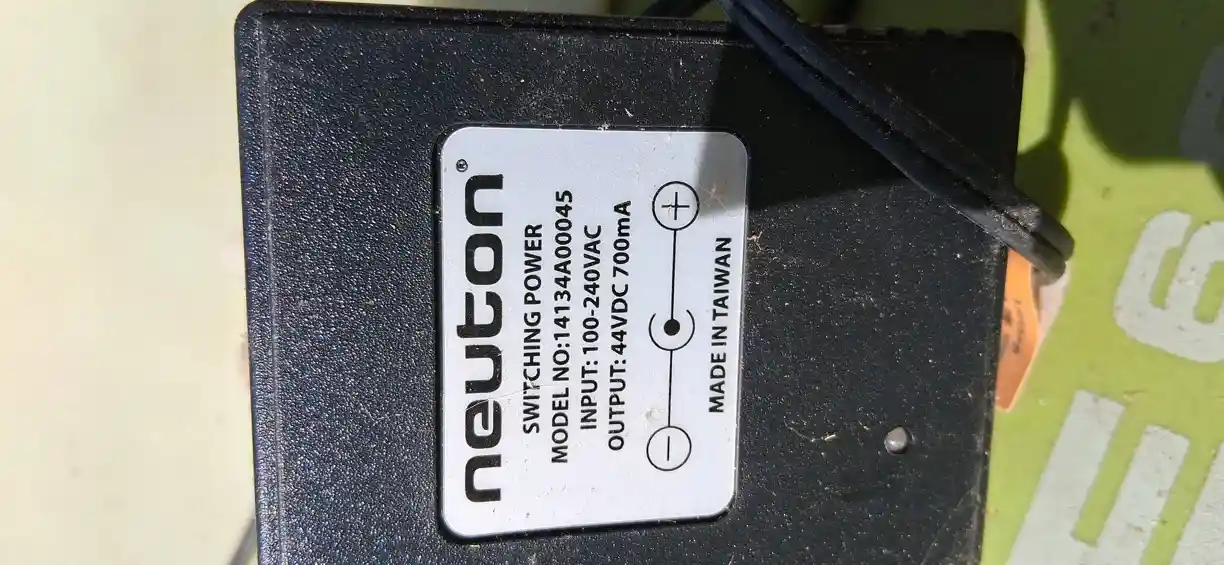 neuton®
SWITCHING POWER
MODEL NO:14134A00045
INPUT: 100-240VAC
OUTPUT: 44VDC 700mA
MADE IN TAIWAN